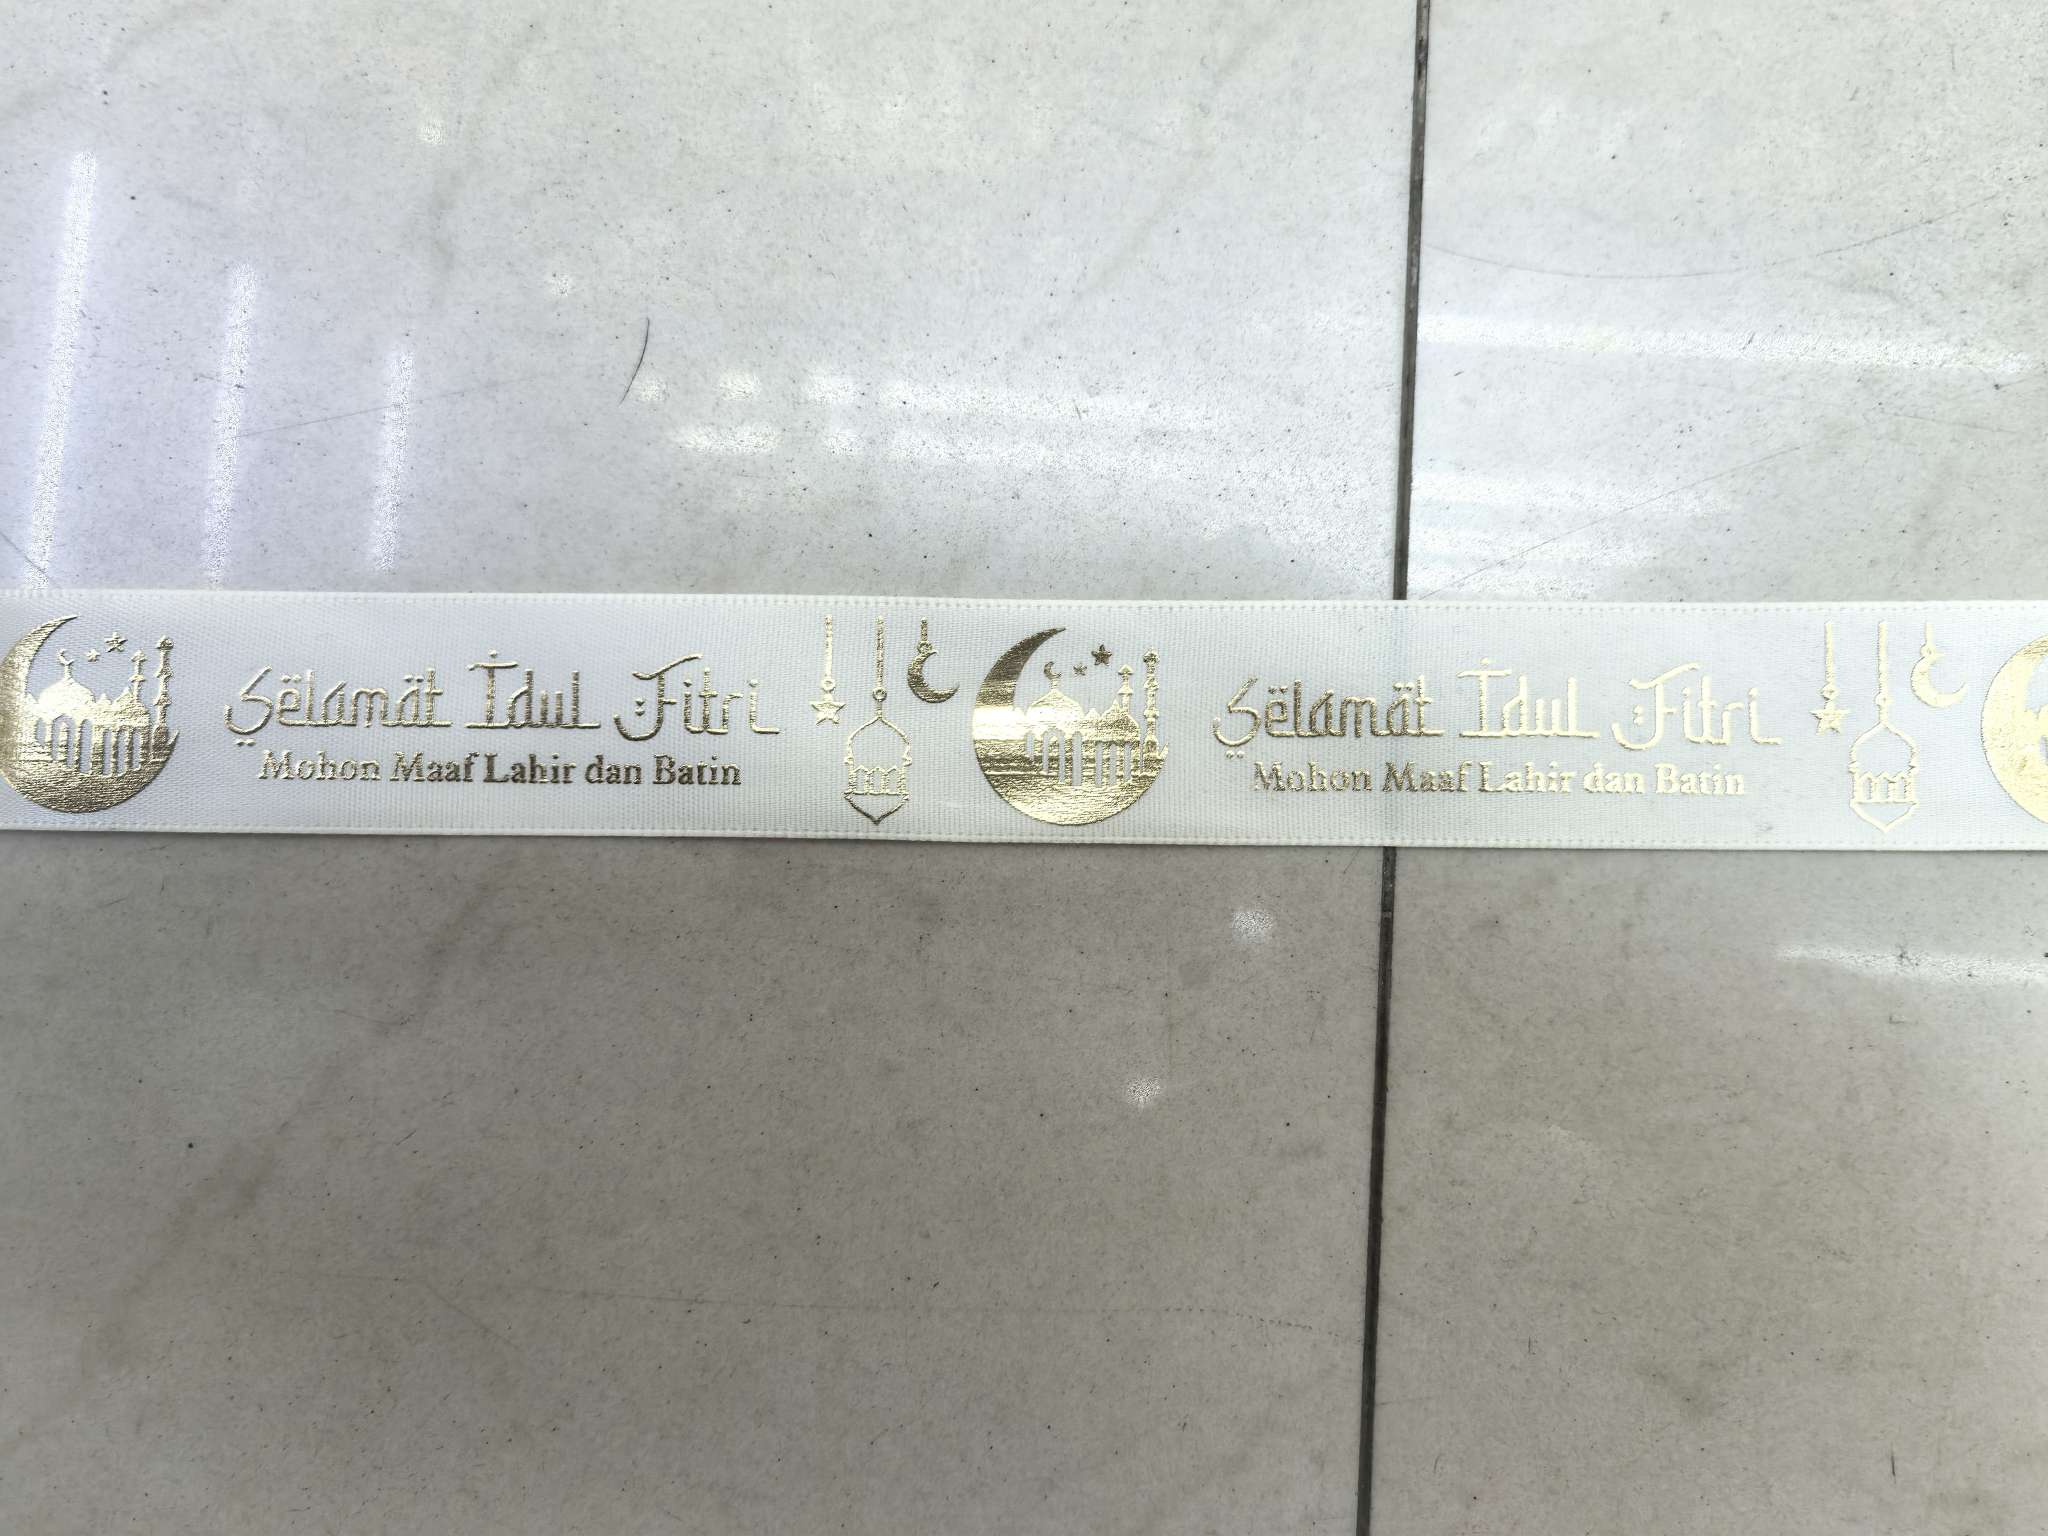 Selamat Idul Fitri
Mohon Maaf Lahir dan Batin
Selamat Idul Fitri
Mohon Maaf Lahir dan Batin